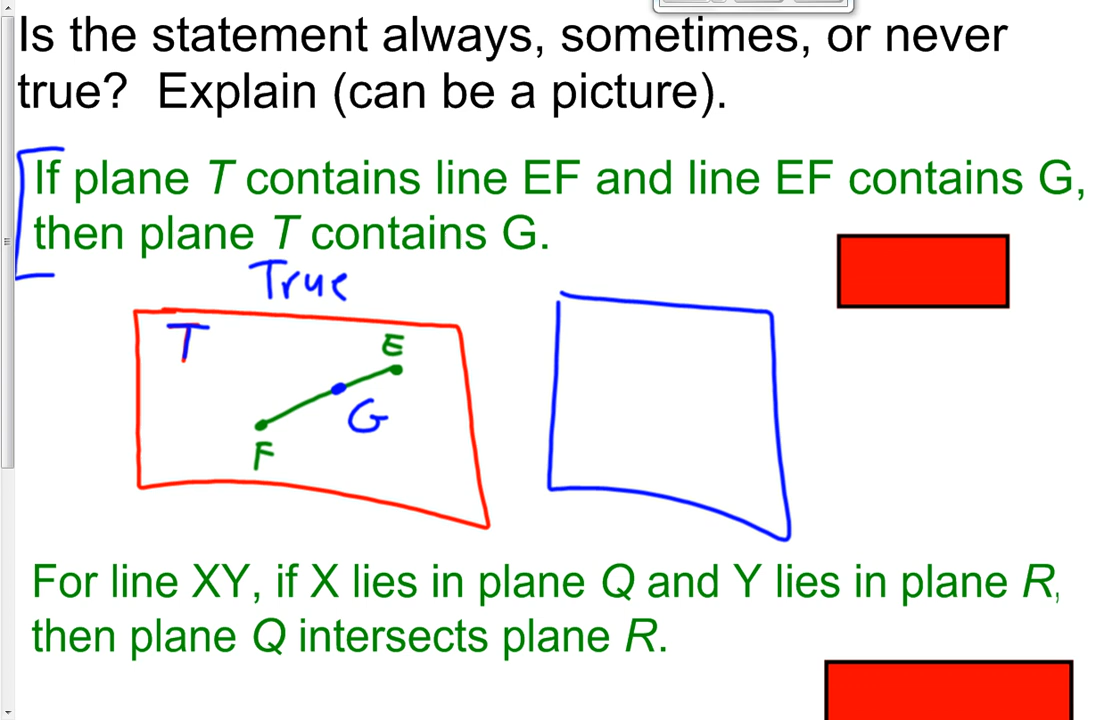 Is the statement always, sometimes, or never
true? Explain (can be a picture).
If plane T contains line EF and line EF contains G,
then plane T contains G.
True
T
E
G
F
For line XY, if X lies in plane Q and Y lies in plane R,
then plane Q intersects plane R.